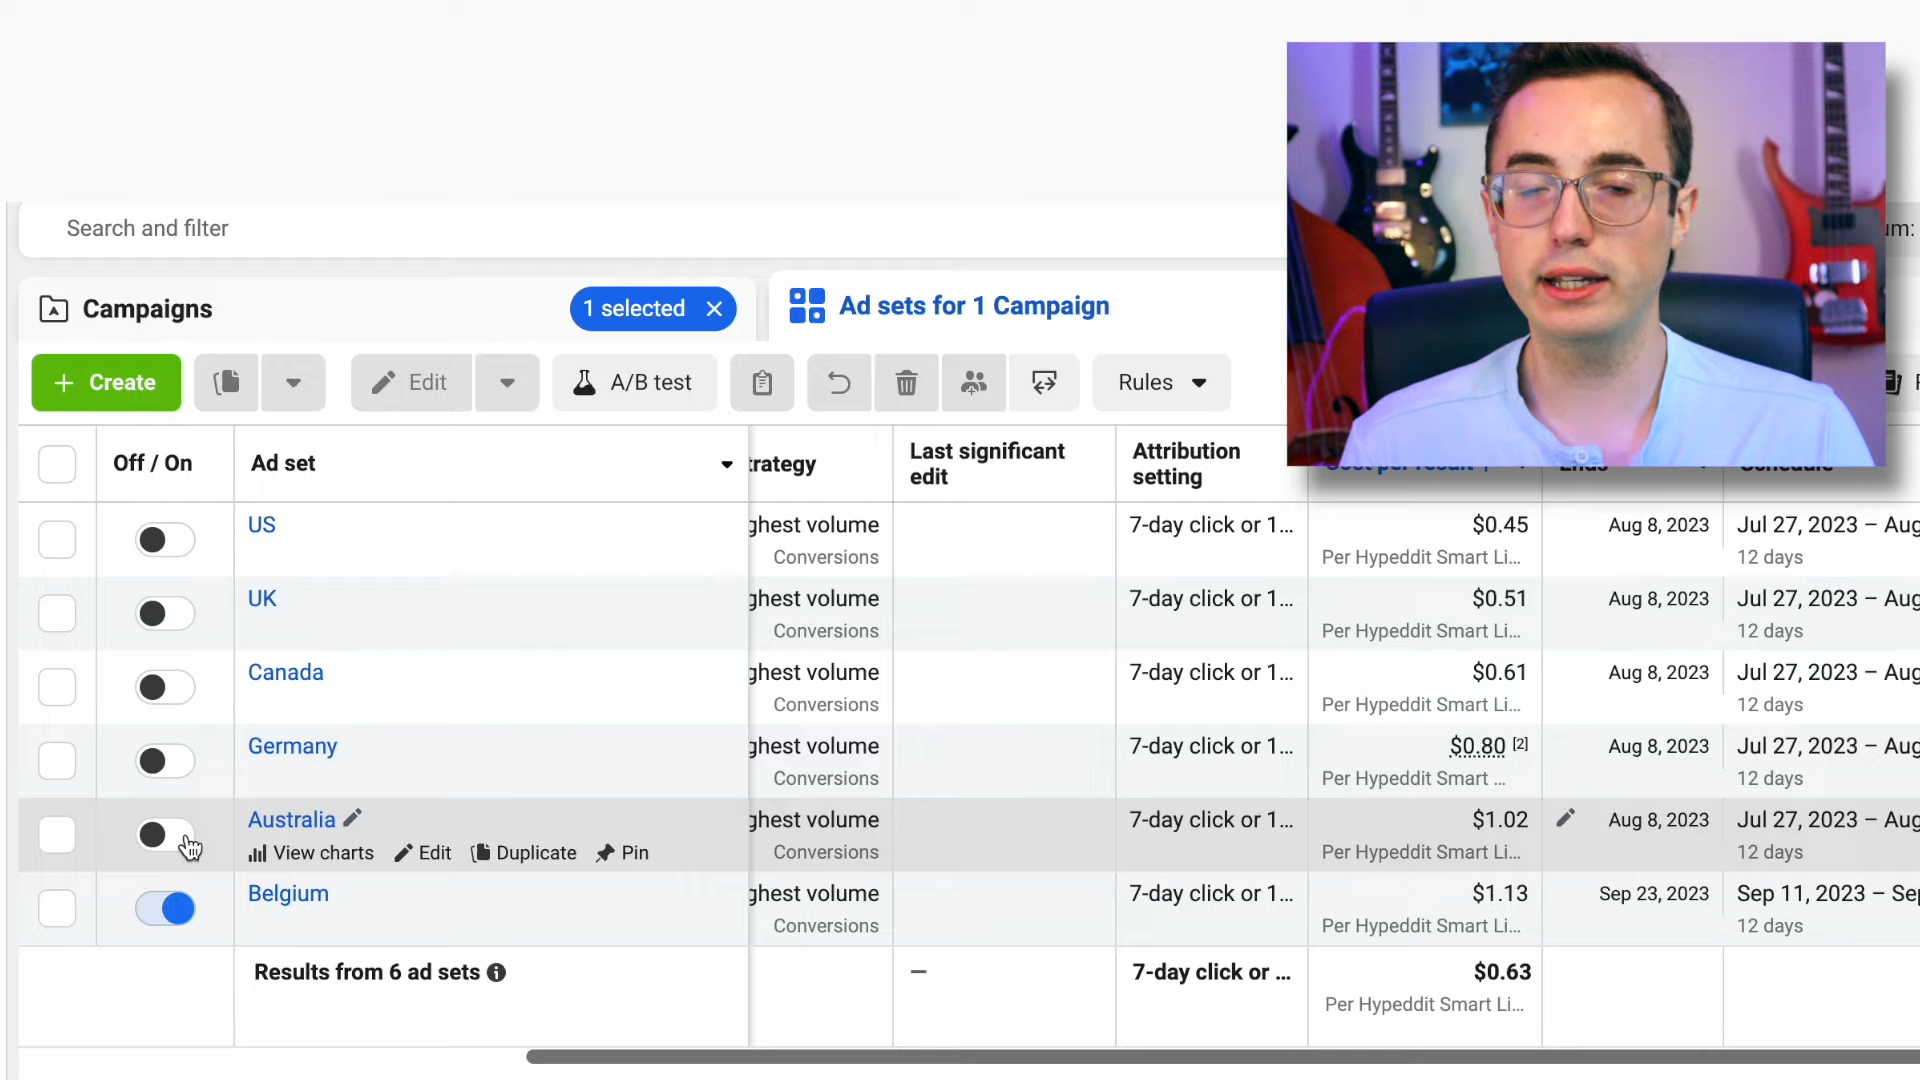 Search and filter
um:
Campaigns
1 selected
Ad sets for 1 Campaign
+ Create
Edit
A/B test
Rules
Off / On
Ad set
trategy
Last significant edit
Attribution setting
US
ghest volume
Conversions
7-day click or 1...
$0.45
Per Hypeddit Smart Li...
Aug 8, 2023
Jul 27, 2023 – Aug
12 days
UK
ghest volume
Conversions
7-day click or 1...
$0.51
Per Hypeddit Smart Li...
Aug 8, 2023
Jul 27, 2023 – Aug
12 days
Canada
ghest volume
Conversions
7-day click or 1...
$0.61
Per Hypeddit Smart Li...
Aug 8, 2023
Jul 27, 2023 – Aug
12 days
Germany
ghest volume
Conversions
7-day click or 1...
$0.80 [2]
Per Hypeddit Smart ...
Aug 8, 2023
Jul 27, 2023 – Aug
12 days
Australia
View charts Edit Duplicate Pin
ghest volume
Conversions
7-day click or 1...
$1.02
Per Hypeddit Smart Li...
Aug 8, 2023
Jul 27, 2023 – Aug
12 days
Belgium
ghest volume
Conversions
7-day click or 1...
$1.13
Per Hypeddit Smart Li...
Sep 23, 2023
Sep 11, 2023 – Sep
12 days
Results from 6 ad sets
—
7-day click or ...
$0.63
Per Hypeddit Smart Li...